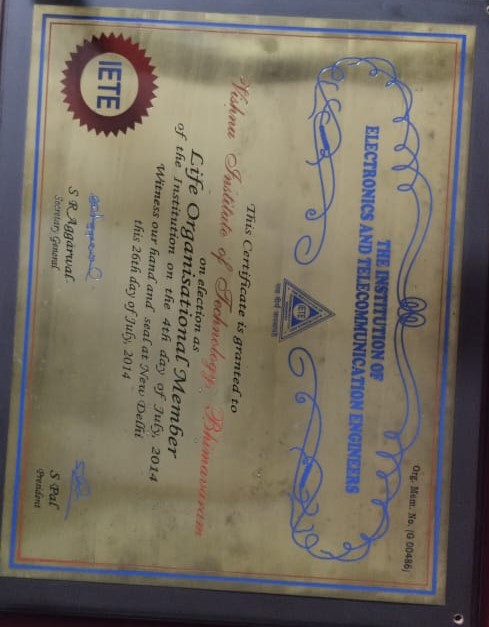 Org. Mem. No. [G 00486]
THE INSTITUTION OF
ELECTRONICS AND TELECOMMUNICATION ENGINEERS
IETE
This Certificate is granted to
Vishnu Institute of Technology, Bhimavaram
on election as
Life Organisational Member
of the Institution on the 4th day of July, 2014
Witness our hand and seal at New Delhi
this 26th day of July, 2014
IETE
S R Aggarwal
Secretary General
S Pal
President